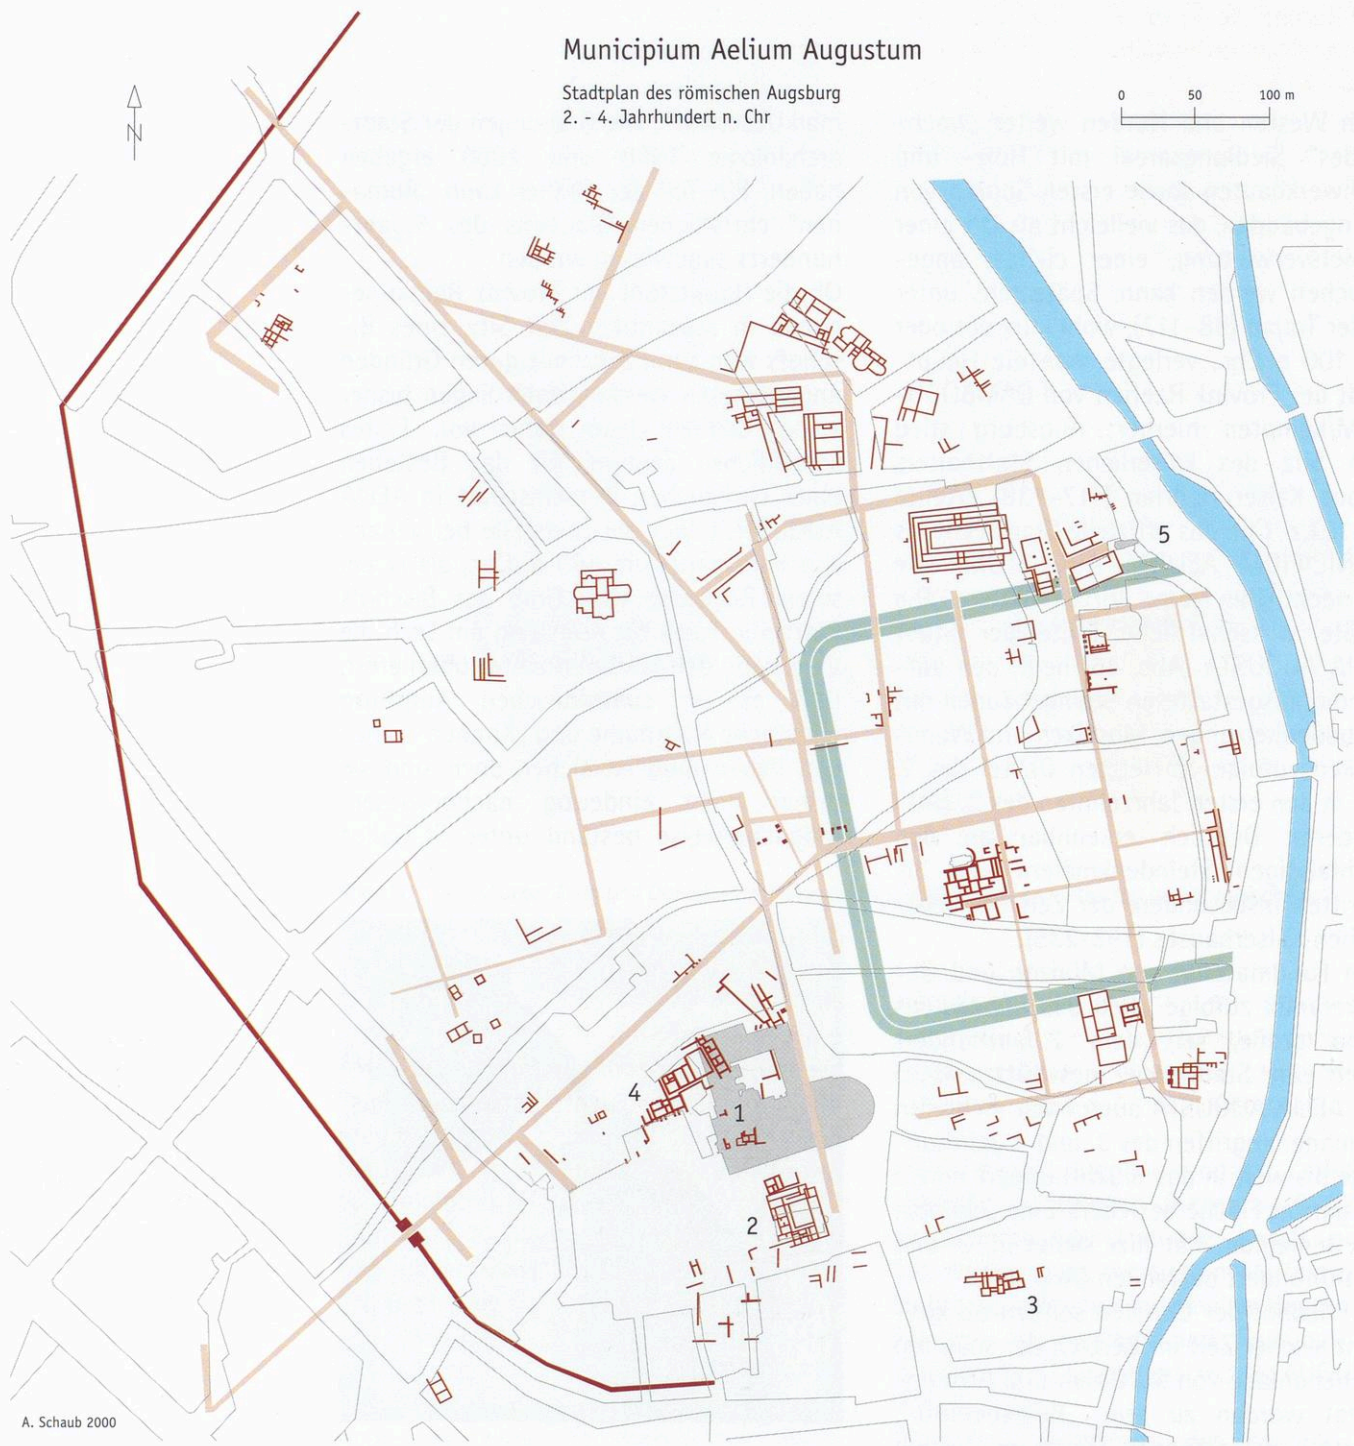 Municipium Aelium Augustum
Stadtplan des römischen Augsburg
2. - 4. Jahrhundert n. Chr
0 50 100 m
N
5
4
1
2
3
A. Schaub 2000